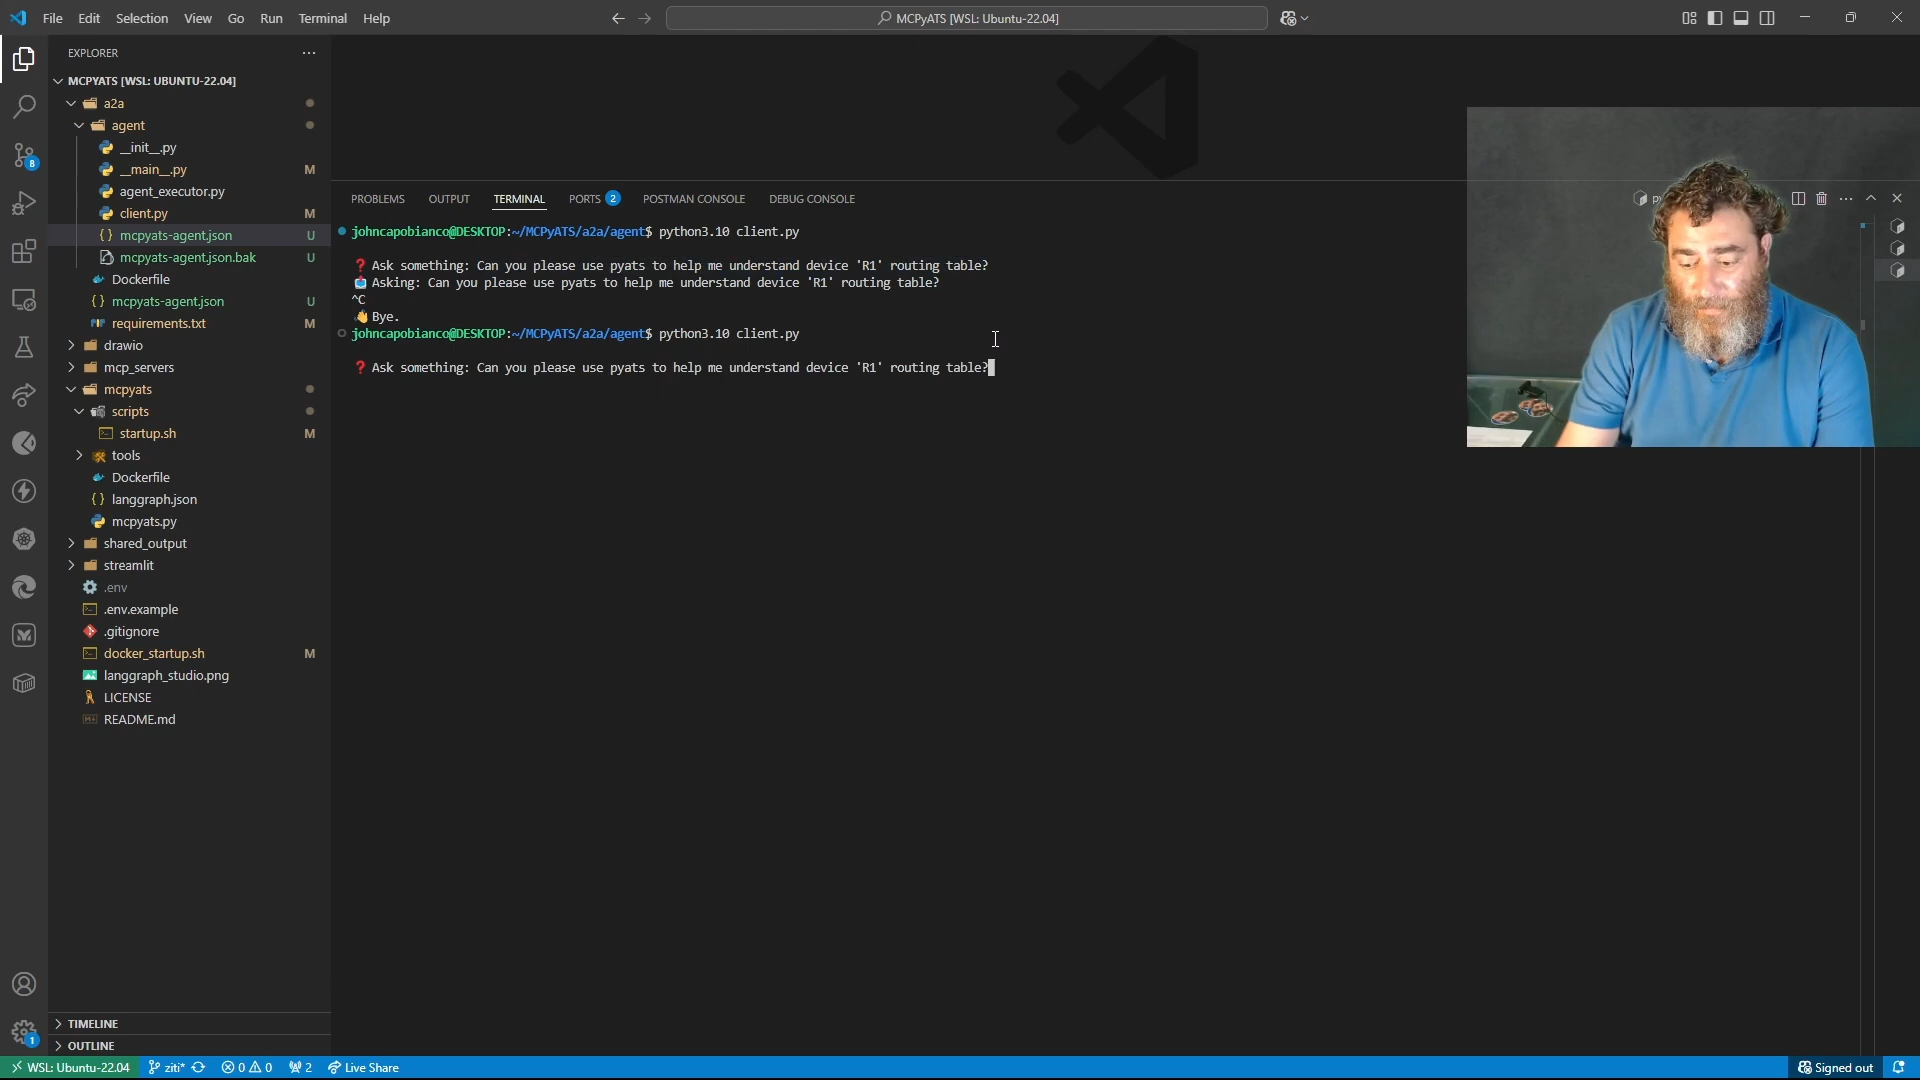 File Edit Selection View Go Run Terminal Help
MCPyATS [WSL: Ubuntu-22.04]
EXPLORER
MCPYATS [WSL: UBUNTU-22.04]
a2a
agent
__init__.py
__main__.py M
agent_executor.py
client.py M
mcpyats-agent.json U
mcpyats-agent.json.bak U
Dockerfile
mcpyats-agent.json U
requirements.txt M
drawio
mcp_servers
mcpyats
scripts
startup.sh M
tools
Dockerfile
langgraph.json
mcpyats.py
shared_output
streamlit
.env
.env.example
.gitignore
docker_startup.sh M
langgraph_studio.png
LICENSE
README.md
TIMELINE
OUTLINE
8
1
PROBLEMS OUTPUT TERMINAL PORTS 2 POSTMAN CONSOLE DEBUG CONSOLE
johncapobianco@DESKTOP:~/MCPyATS/a2a/agent$ python3.10 client.py
❓ Ask something: Can you please use pyats to help me understand device 'R1' routing table?
📤 Asking: Can you please use pyats to help me understand device 'R1' routing table?
^C
👋 Bye.
johncapobianco@DESKTOP:~/MCPyATS/a2a/agent$ python3.10 client.py
❓ Ask something: Can you please use pyats to help me understand device 'R1' routing table?
WSL: Ubuntu-22.04 ziti* 0 0 2 Live Share
Signed out